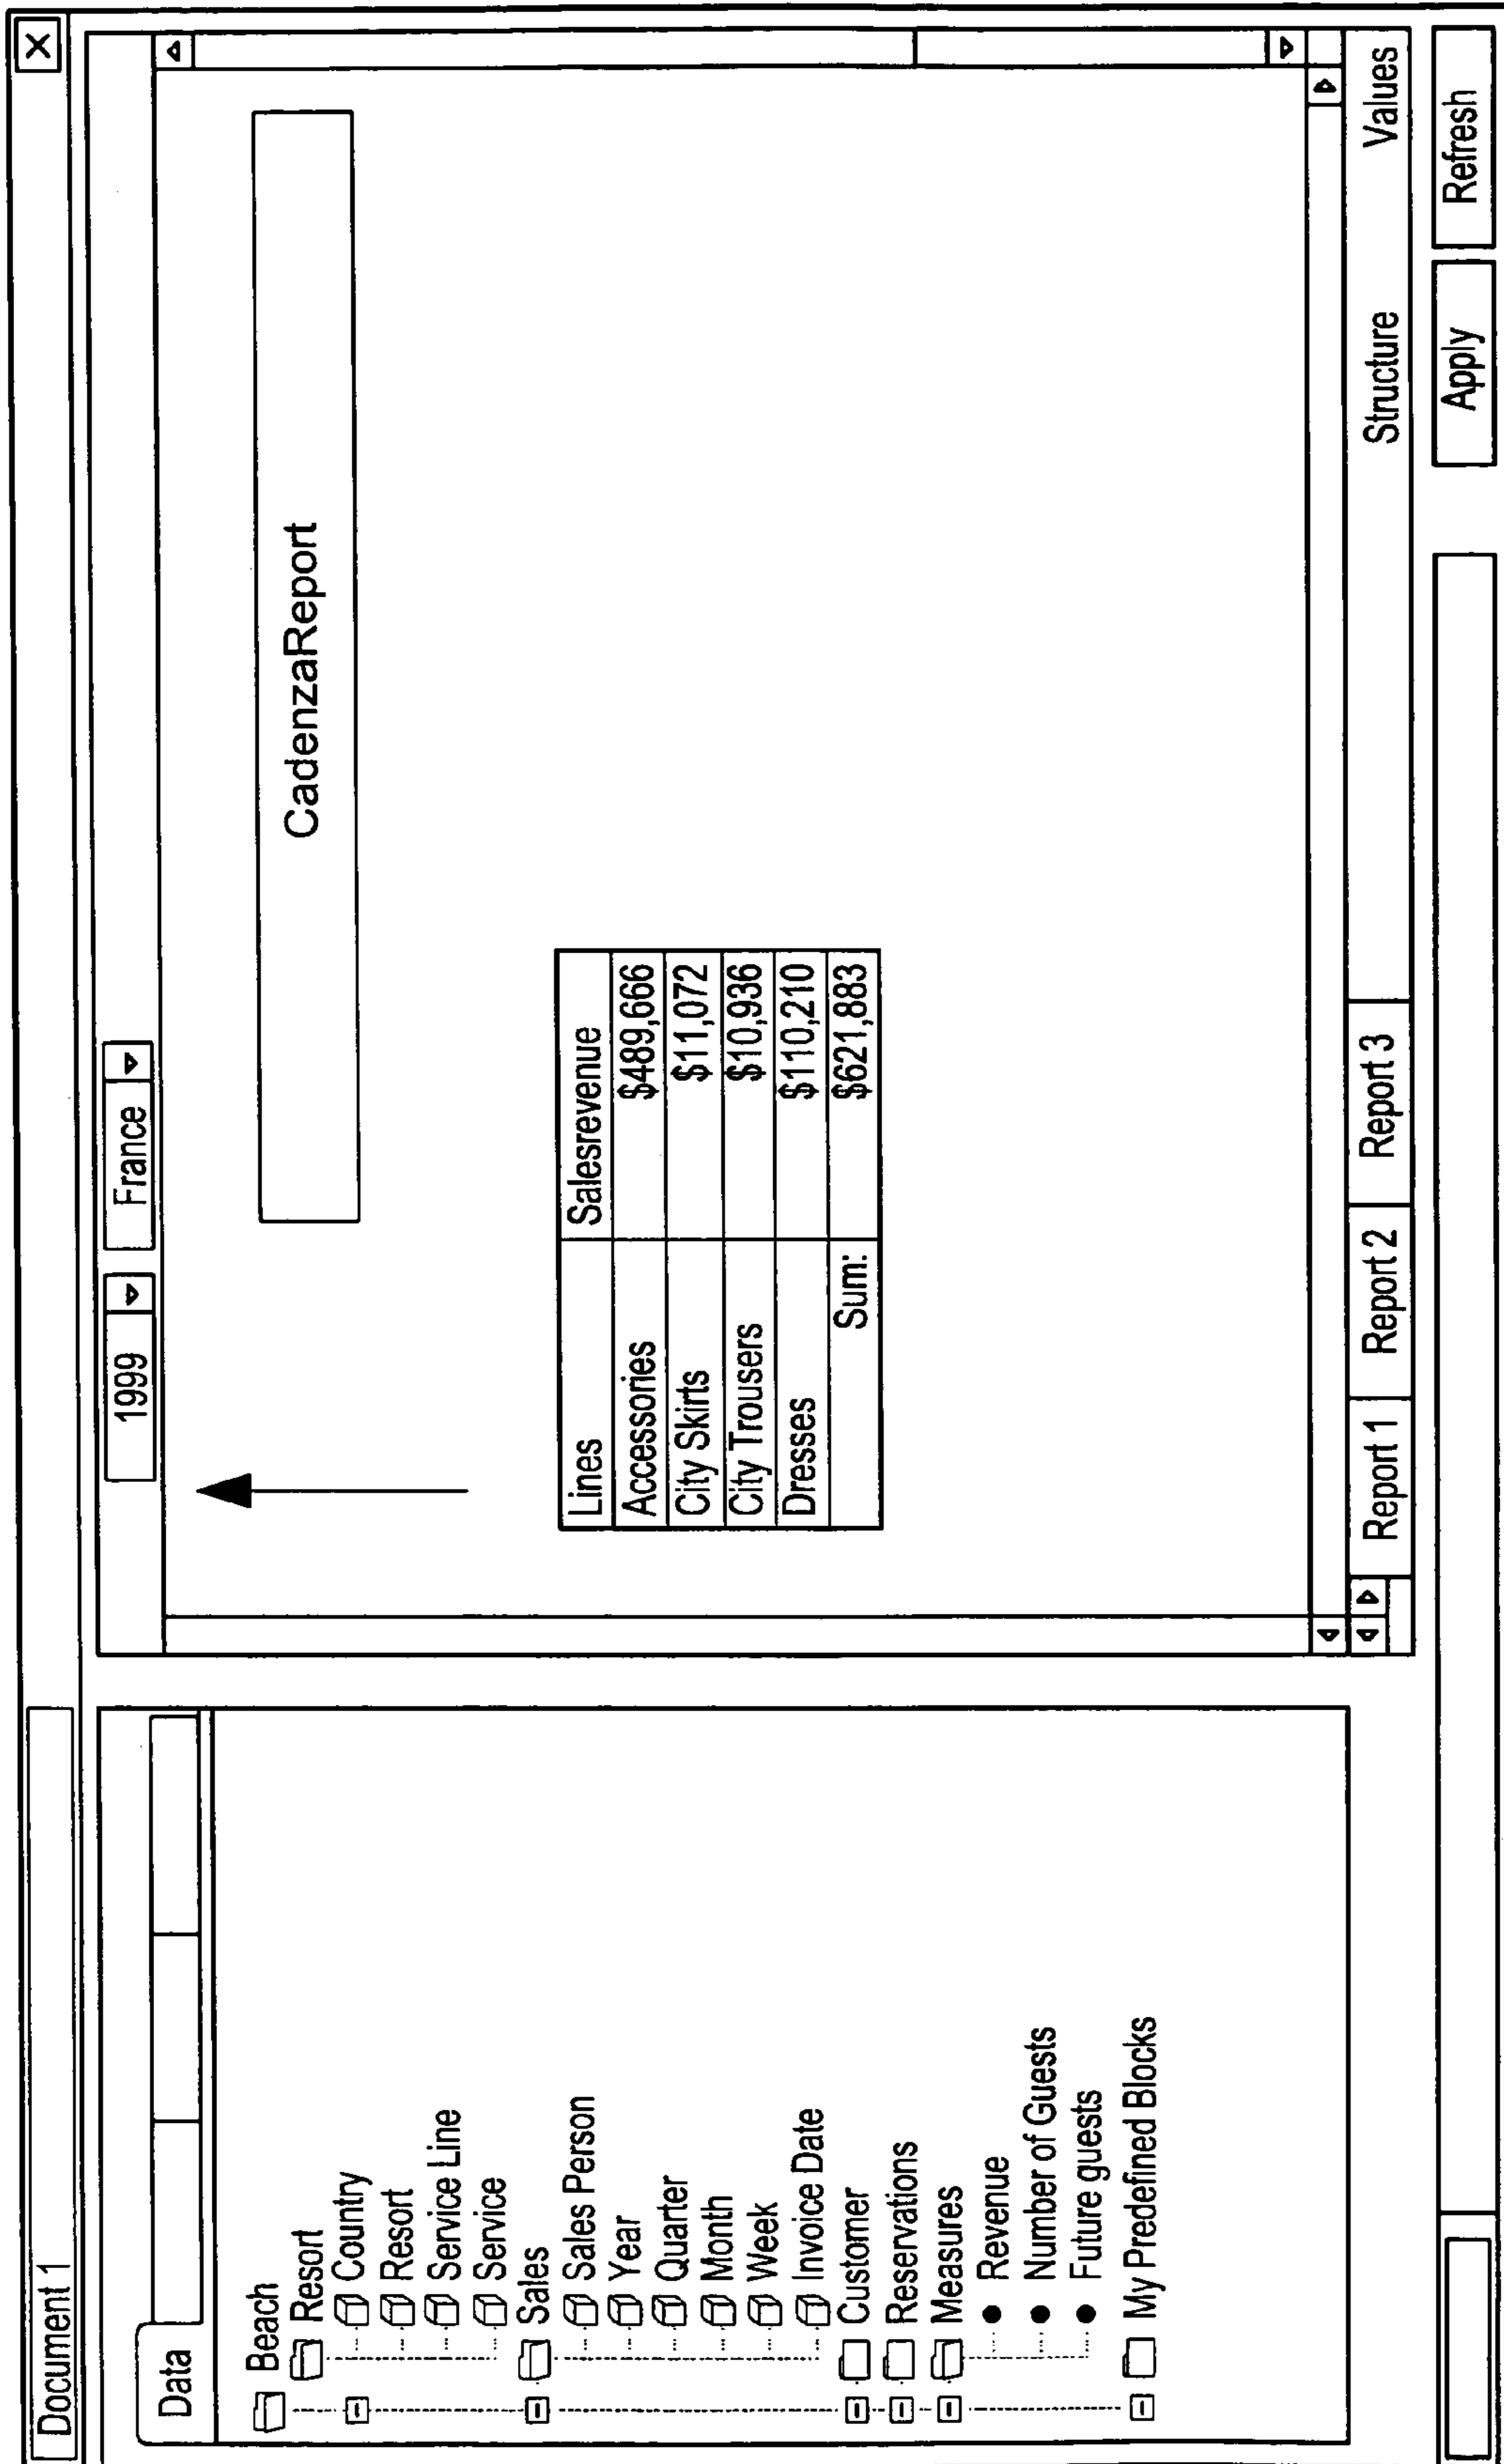 Document 1
X
Data
Beach
Resort
Country
Resort
Service Line
Service
Sales
Sales Person
Year
Quarter
Month
Week
Invoice Date
Customer
Reservations
Measures
Revenue
Number of Guests
Future guests
My Predefined Blocks
1999 France
CadenzaReport
Lines Salesrevenue
Accessories $489,666
City Skirts $11,072
City Trousers $10,936
Dresses $110,210
Sum: $621,883
Report 1 Report 2 Report 3 Structure Values
Apply Refresh